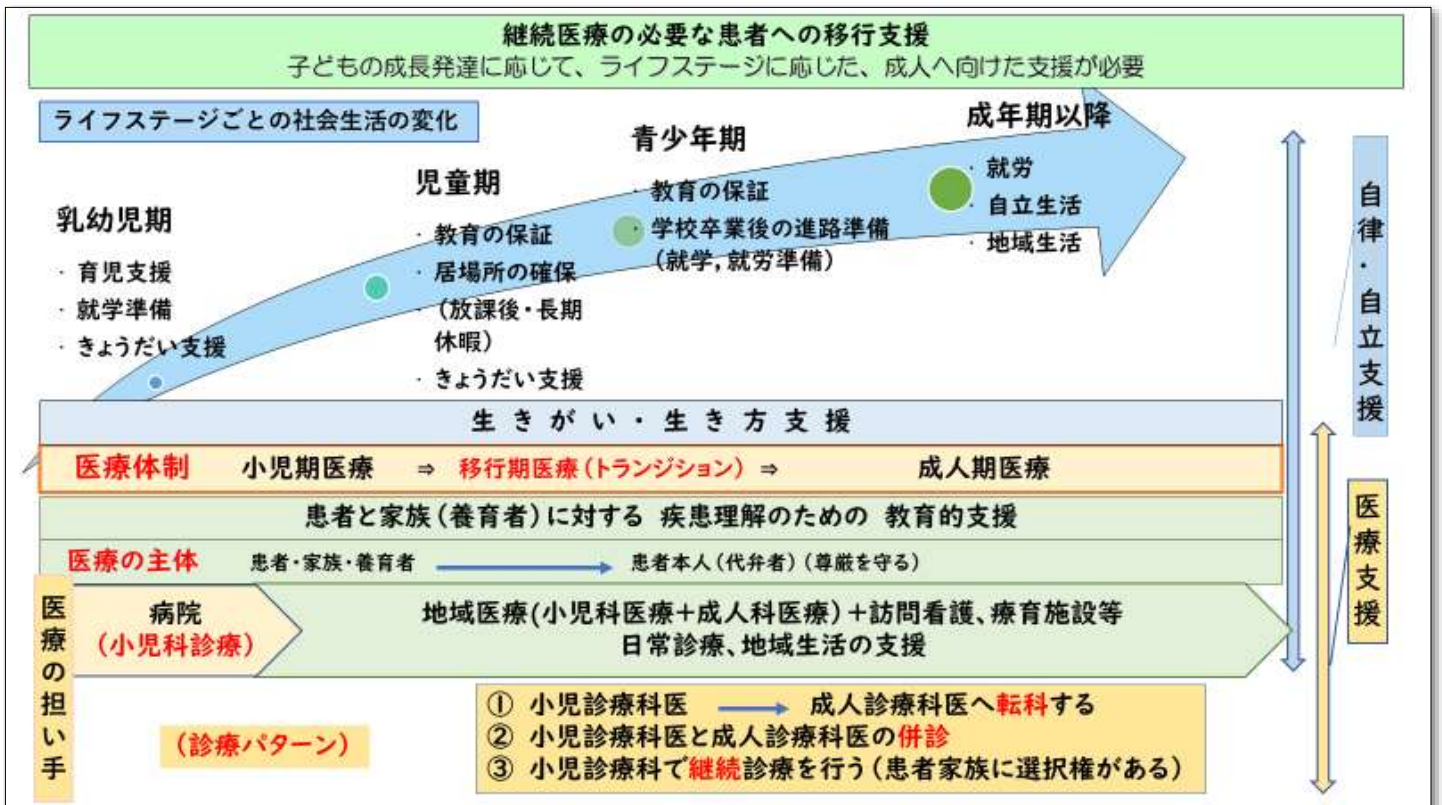 継続医療の必要な患者への移行支援
子どもの成長発達に応じて、ライフステージに応じた、成人へ向けた支援が必要
ライフステージごとの社会生活の変化
乳幼児期
・ 育児支援
・ 就学準備
・ きょうだい支援
児童期
・ 教育の保証
・ 居場所の確保
・ (放課後・長期
休暇)
・ きょうだい支援
青少年期
・ 教育の保証
・ 学校卒業後の進路準備
(就学,就労準備)
成年期以降
・ 就労
・ 自立生活
・ 地域生活
自律・自立支援
生きがい・生き方支援
医療体制 小児期医療 ⇒ 移行期医療(トランジション) ⇒ 成人期医療
患者と家族(養育者)に対する 疾患理解のための 教育的支援
医療の主体 患者・家族・養育者 患者本人(代弁者)(尊厳を守る)
医療支援
医療の担い手
病院
(小児科診療)
地域医療(小児科医療+成人科医療)+訪問看護、療育施設等
日常診療、地域生活の支援
(診療パターン)
① 小児診療科医 成人診療科医へ転科する
② 小児診療科医と成人診療科医の併診
③ 小児診療科で継続診療を行う(患者家族に選択権がある)